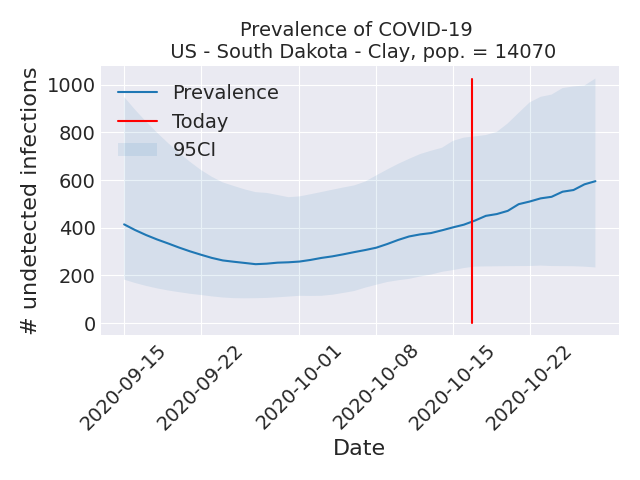 Prevalence of COVID-19
US - South Dakota - Clay, pop. = 14070
# undetected infections
1000
800
600
400
200
0
Prevalence
Today
95CI
2020-09-15
2020-09-22
2020-10-01
2020-10-08
2020-10-15
2020-10-22
Date